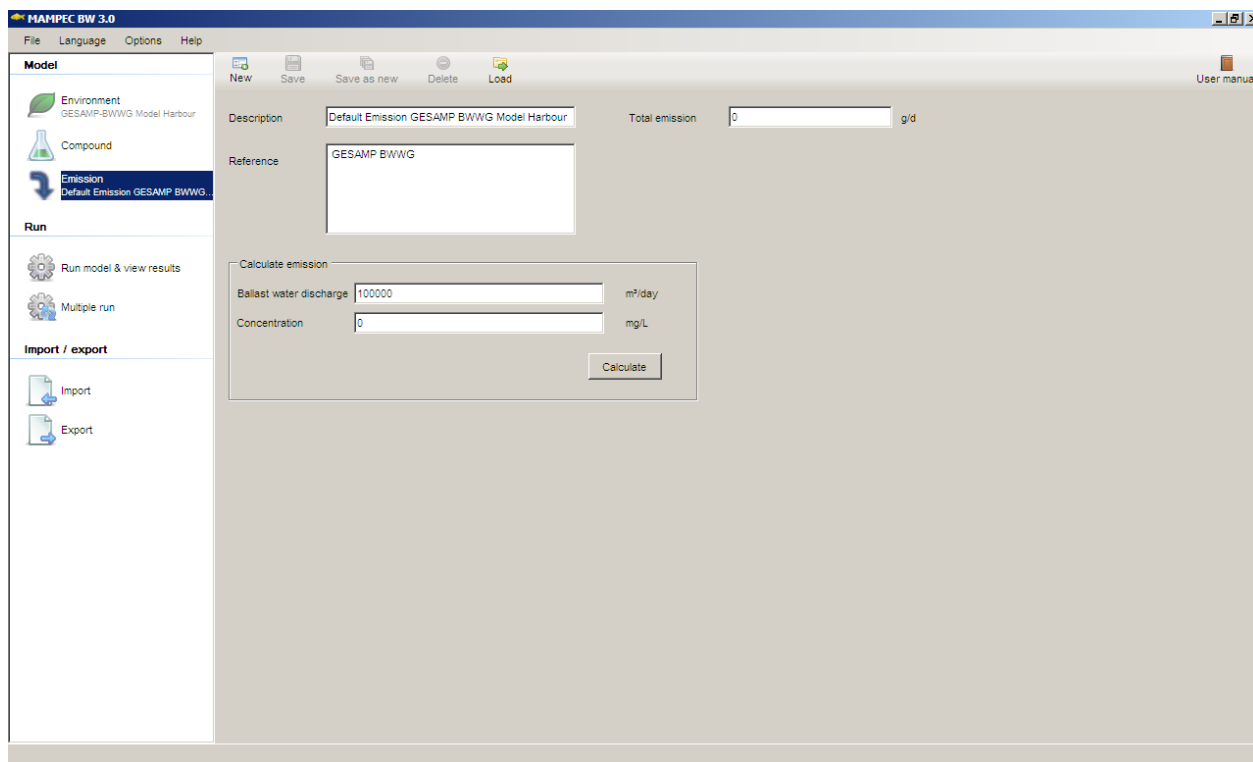 MAMPEC BW 3.0
File Language Options Help
Model
Environment
GESAMP-BWWG Model Harbour
Compound
Emission
Default Emission GESAMP BWWG...
Run
Run model & view results
Multiple run
Import / export
Import
Export
New Save Save as new Delete Load
User manua
Description Default Emission GESAMP BWWG Model Harbour Total emission 0 g/d
Reference GESAMP BWWG
Calculate emission
Ballast water discharge 100000 m³/day
Concentration 0 mg/L
Calculate